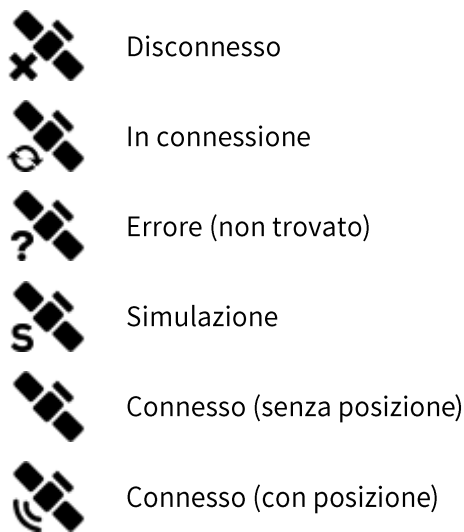 Disconnesso
In connessione
? Errore (non trovato)
S Simulazione
Connesso (senza posizione)
Connesso (con posizione)